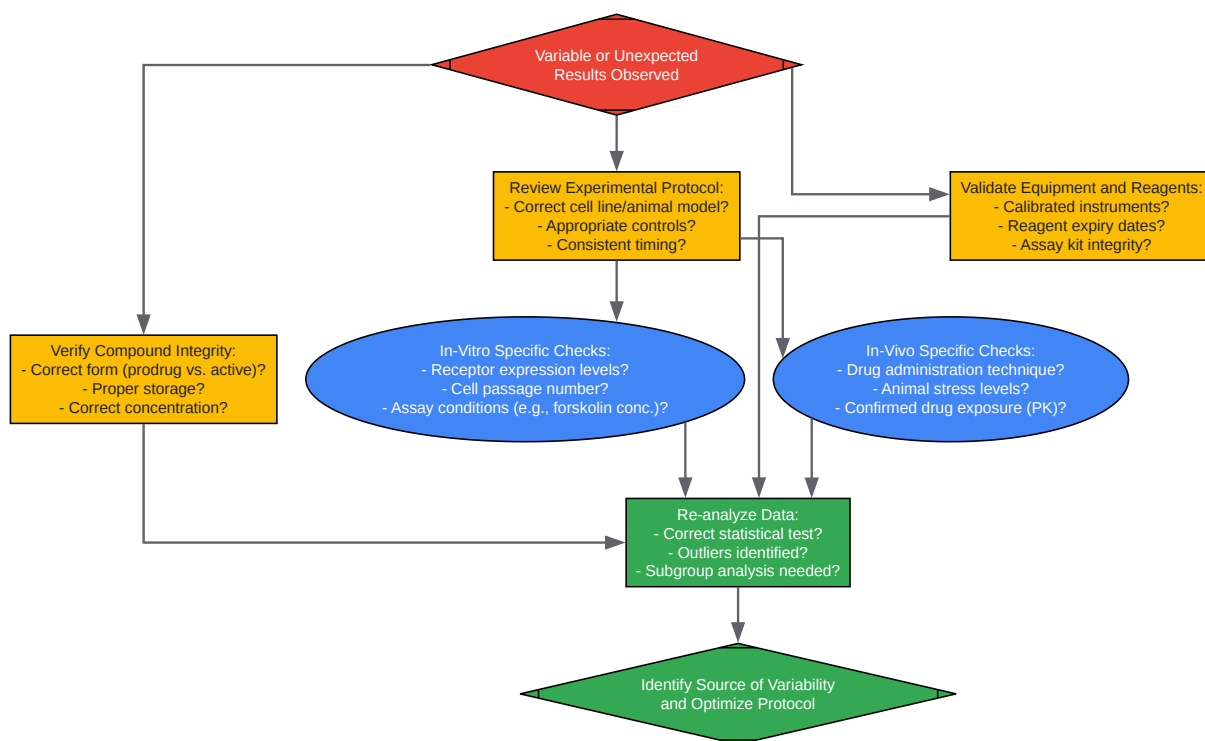 Variable or Unexpected
Results Observed
Review Experimental Protocol:
- Correct cell line/animal model?
- Appropriate controls?
- Consistent timing?
Validate Equipment and Reagents:
- Calibrated instruments?
- Reagent expiry dates?
- Assay kit integrity?
Verify Compound Integrity:
- Correct form (prodrug vs. active)?
- Proper storage?
- Correct concentration?
In-Vitro Specific Checks:
- Receptor expression levels?
- Cell passage number?
- Assay conditions (e.g., forskolin conc.)?
In-Vivo Specific Checks:
- Drug administration technique?
- Animal stress levels?
- Confirmed drug exposure (PK)?
Re-analyze Data:
- Correct statistical test?
- Outliers identified?
- Subgroup analysis needed?
Identify Source of Variability
and Optimize Protocol